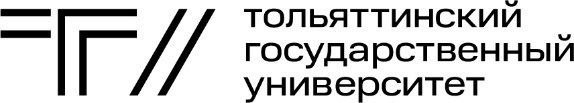 тольяттинский
государственный
университет